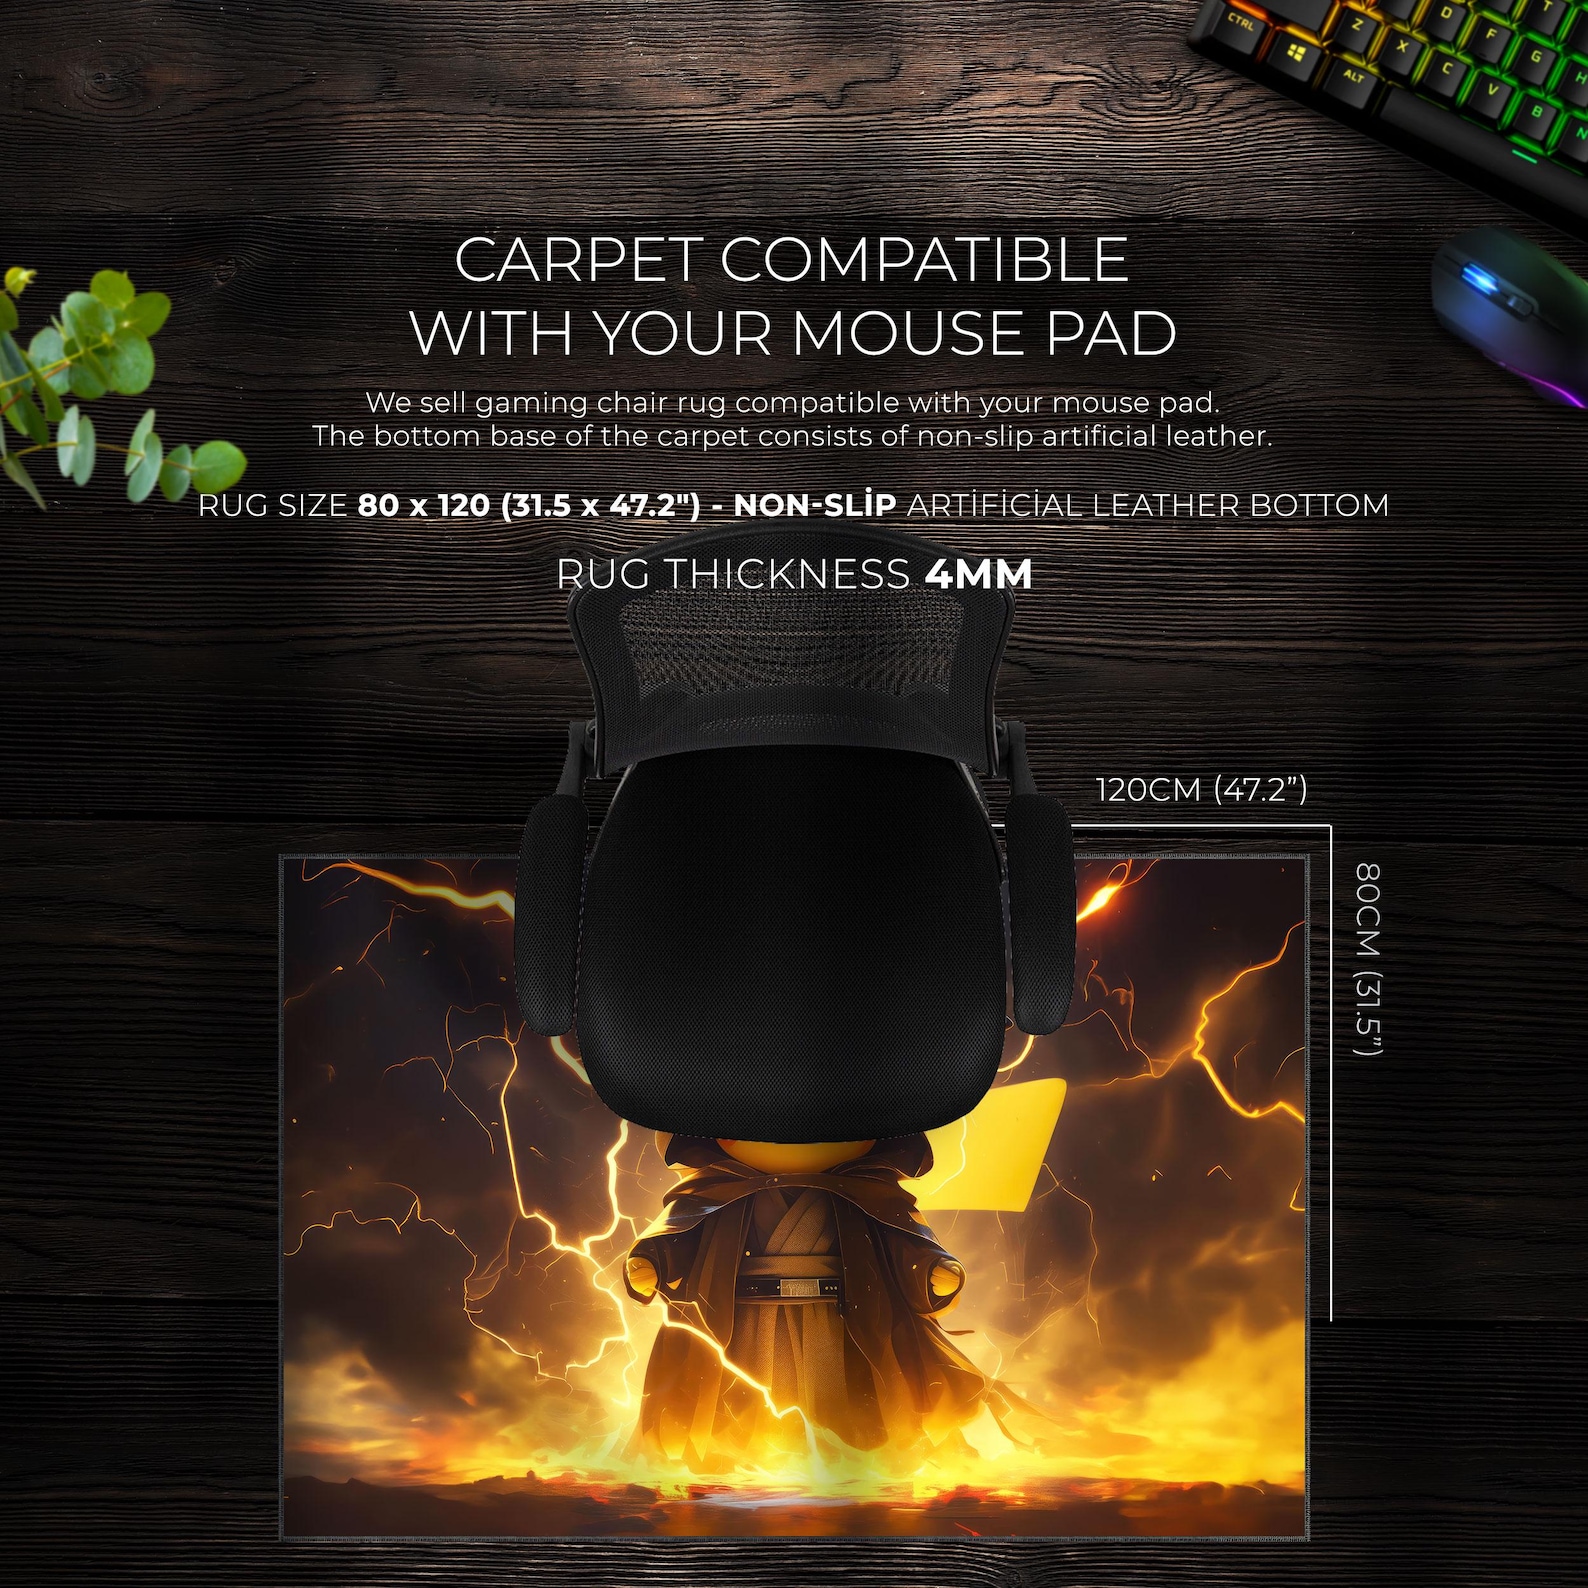 CTRL
ALT
Z
X
C
V
B
N
D
F
G
H
T
CARPET COMPATIBLE
WITH YOUR MOUSE PAD
We sell gaming chair rug compatible with your mouse pad.
The bottom base of the carpet consists of non-slip artificial leather.
RUG SIZE 80 x 120 (31.5 x 47.2") - NON-SLİP ARTİFİCİAL LEATHER BOTTOM
RUG THICKNESS 4MM
120CM (47.2”)
80CM (31.5”)